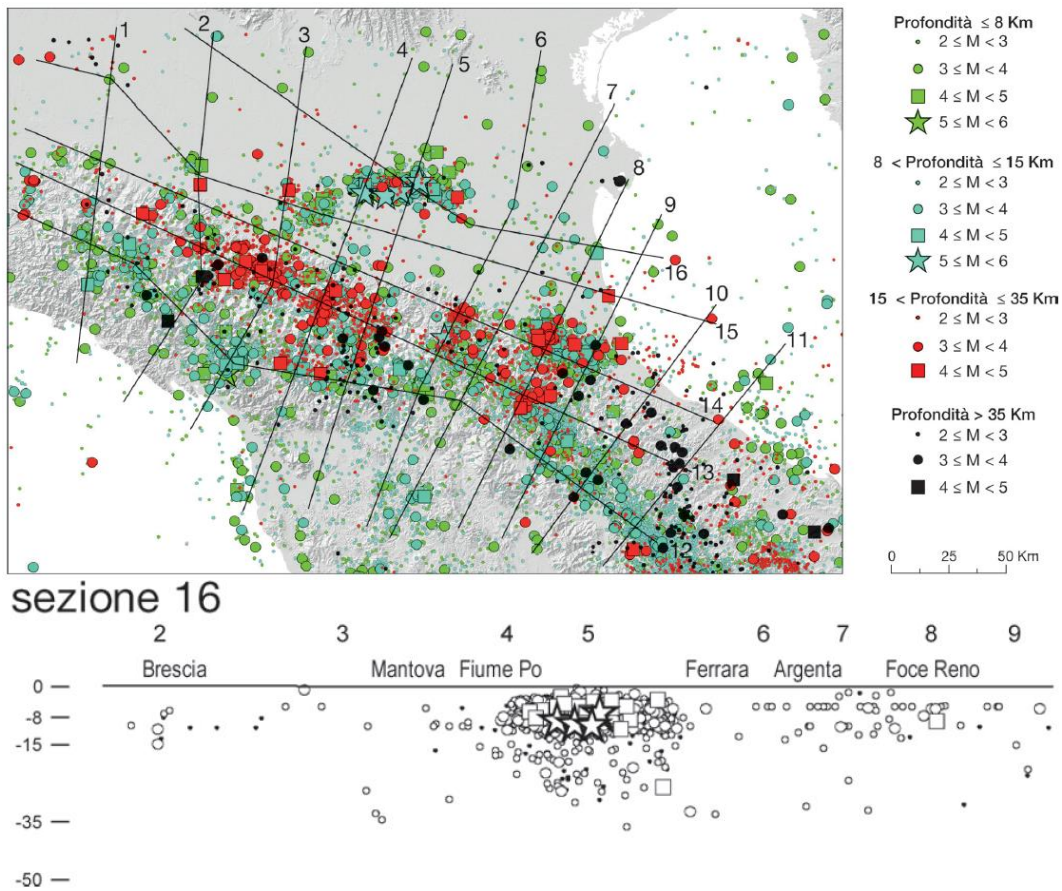 1
2
3
4
5
6
7
8
9
16
10
15
11
14
13
12
Profondità ≤ 8 Km
2 ≤ M < 3
3 ≤ M < 4
4 ≤ M < 5
5 ≤ M < 6
8 < Profondità ≤ 15 Km
2 ≤ M < 3
3 ≤ M < 4
4 ≤ M < 5
5 ≤ M < 6
15 < Profondità ≤ 35 Km
2 ≤ M < 3
3 ≤ M < 4
4 ≤ M < 5
Profondità > 35 Km
2 ≤ M < 3
3 ≤ M < 4
4 ≤ M < 5
0 25 50 Km
sezione 16
2 3 4 5 6 7 8 9
Brescia Mantova Fiume Po Ferrara Argenta Foce Reno
0
-8
-15
-35
-50